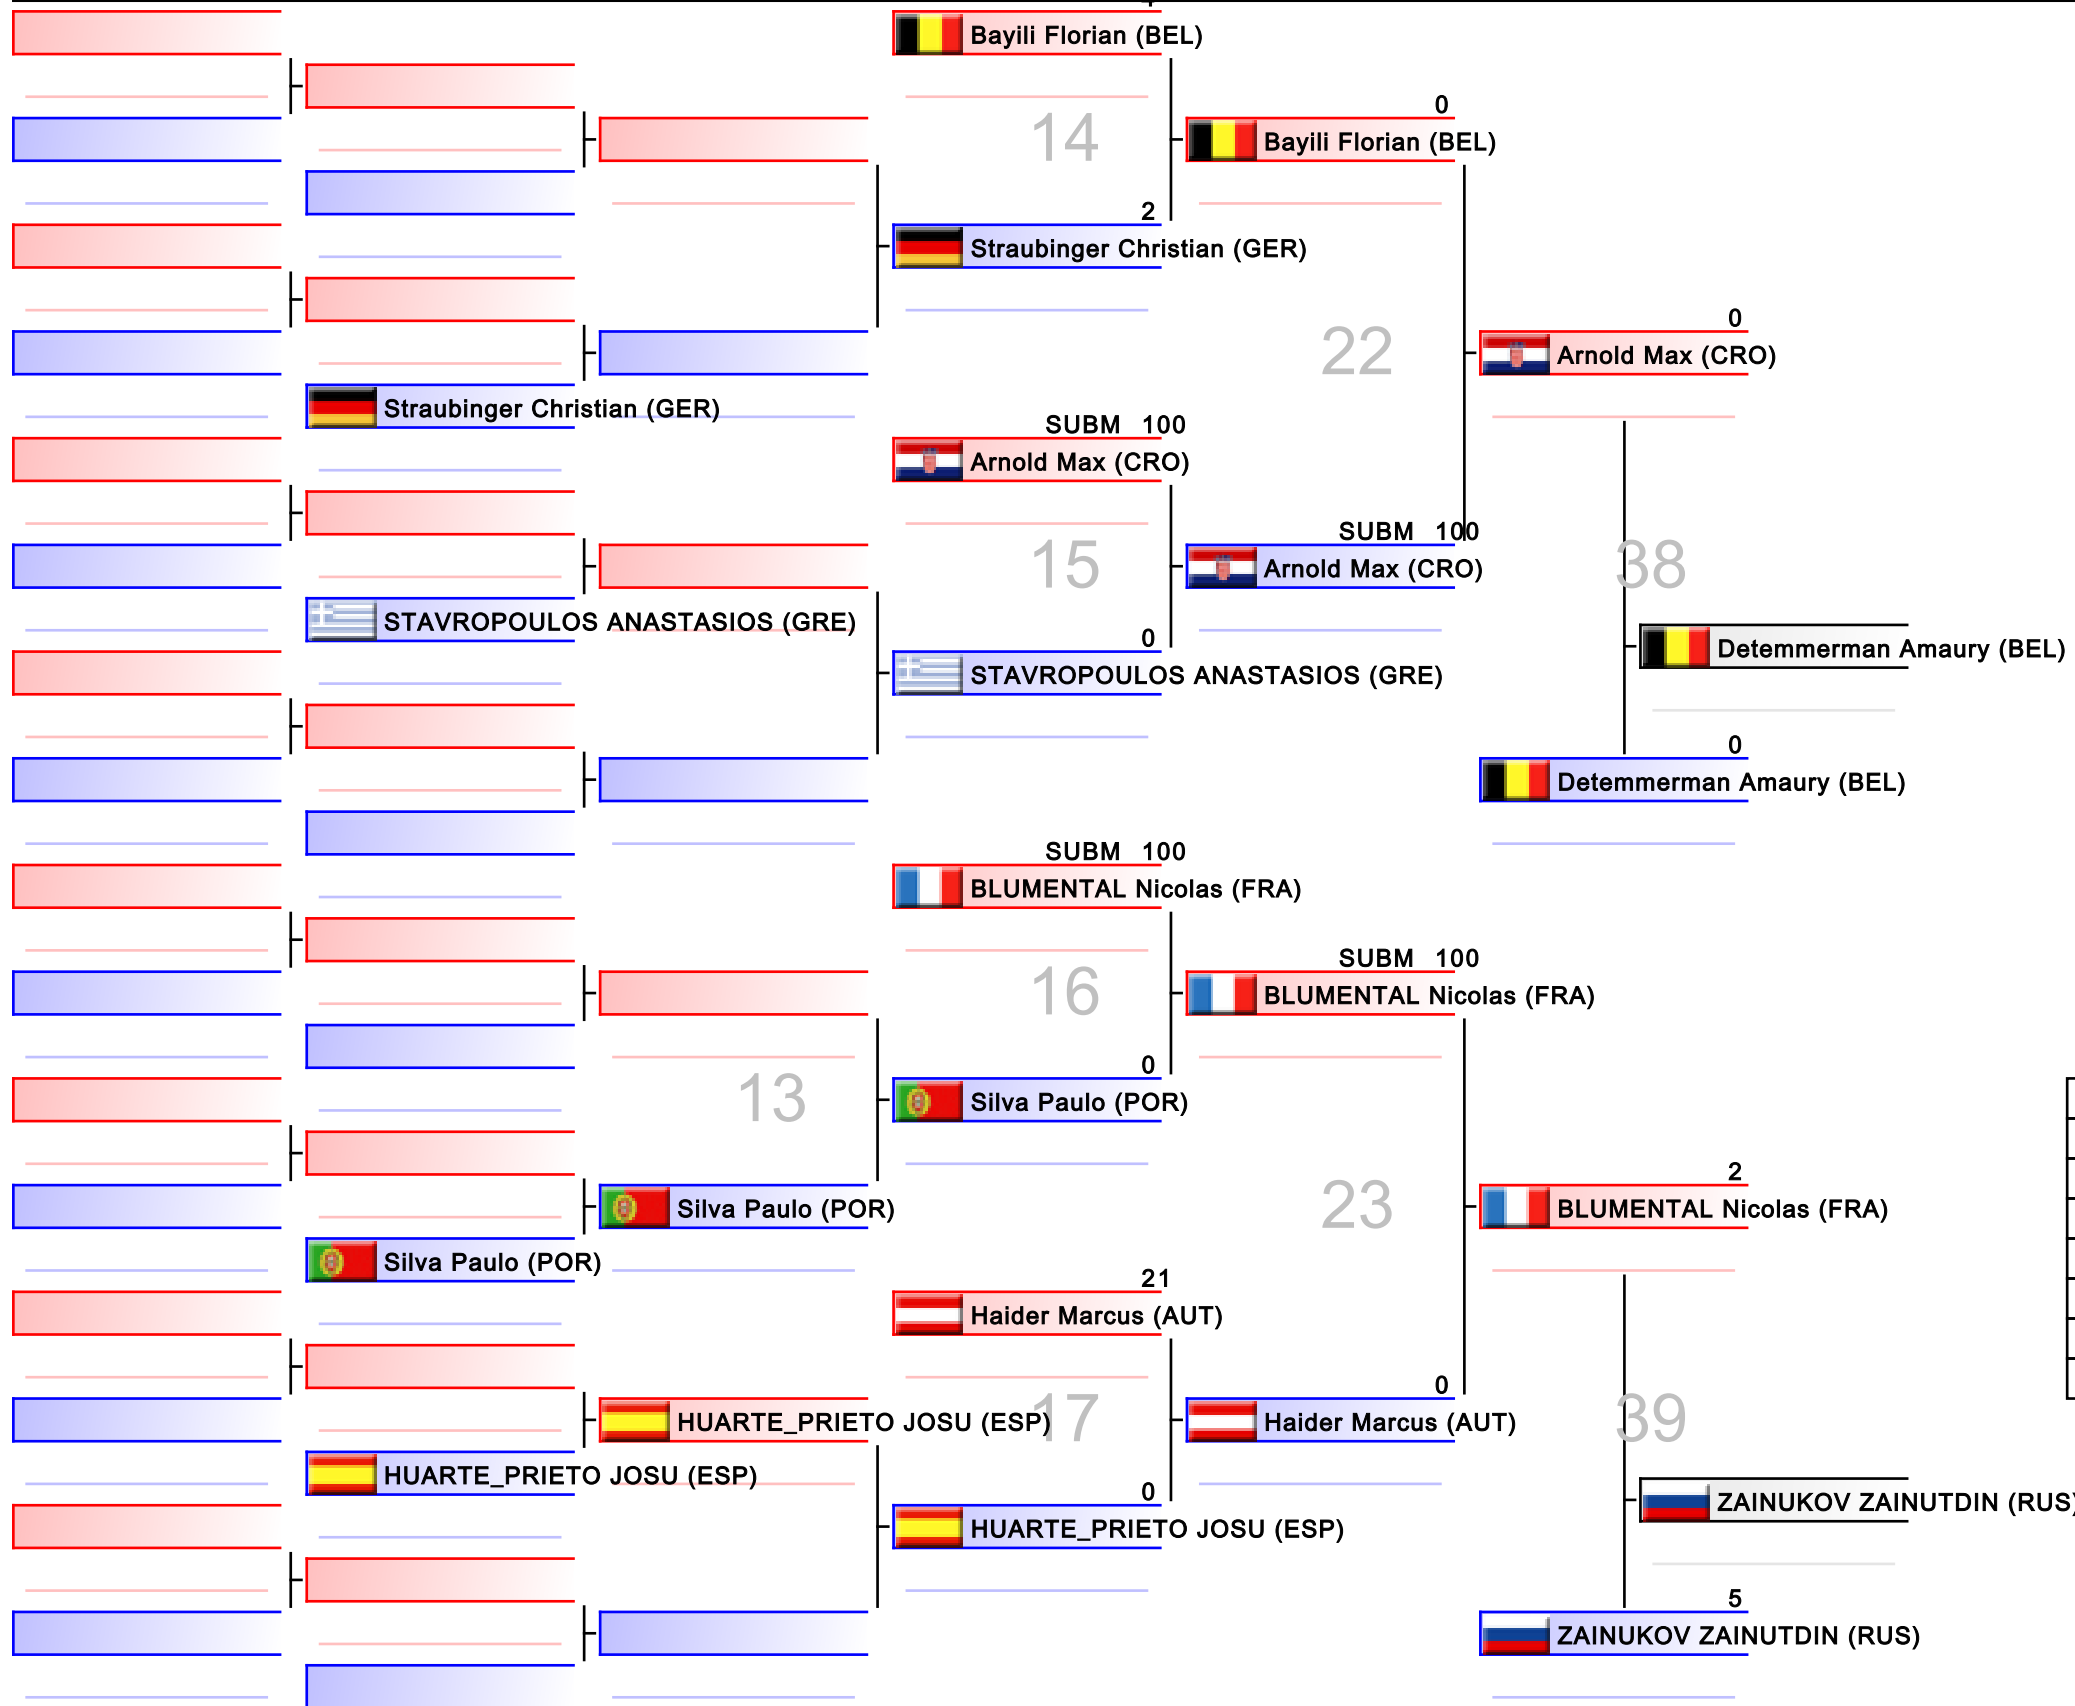 Bayili Florian (BEL)
14
0
Bayili Florian (BEL)
2
Straubinger Christian (GER)
22
0
Arnold Max (CRO)
Straubinger Christian (GER)
SUBM 100
Arnold Max (CRO)
15
SUBM 100
Arnold Max (CRO)
38
STAVROPOULOS ANASTASIOS (GRE)
0
STAVROPOULOS ANASTASIOS (GRE)
Detemmerman Amaury (BEL)
0
Detemmerman Amaury (BEL)
SUBM 100
BLUMENTAL Nicolas (FRA)
16
SUBM 100
BLUMENTAL Nicolas (FRA)
13
0
Silva Paulo (POR)
Silva Paulo (POR)
23
2
BLUMENTAL Nicolas (FRA)
Silva Paulo (POR)
21
Haider Marcus (AUT)
HUARTE_PRIETO JOSU (ESP)
17
0
Haider Marcus (AUT)
39
HUARTE_PRIETO JOSU (ESP)
0
HUARTE_PRIETO JOSU (ESP)
ZAINUKOV ZAINUTDIN (RUS)
5
ZAINUKOV ZAINUTDIN (RUS)